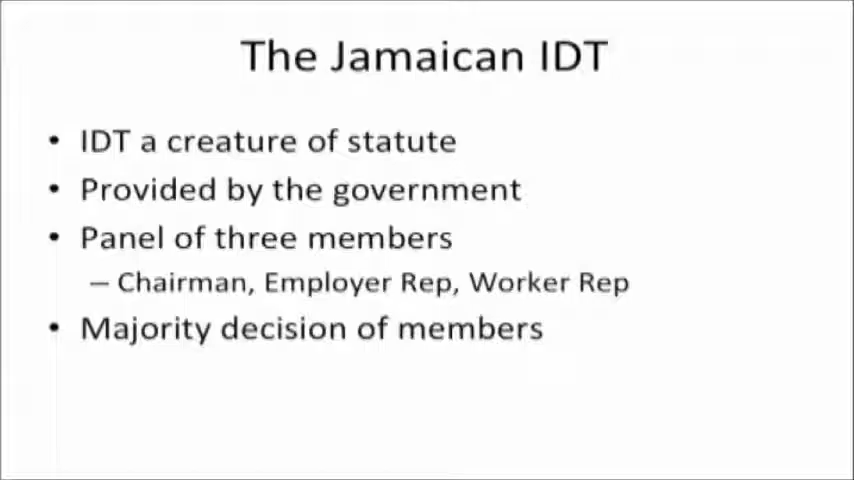 The Jamaican IDT
• IDT a creature of statute
• Provided by the government
• Panel of three members
– Chairman, Employer Rep, Worker Rep
• Majority decision of members